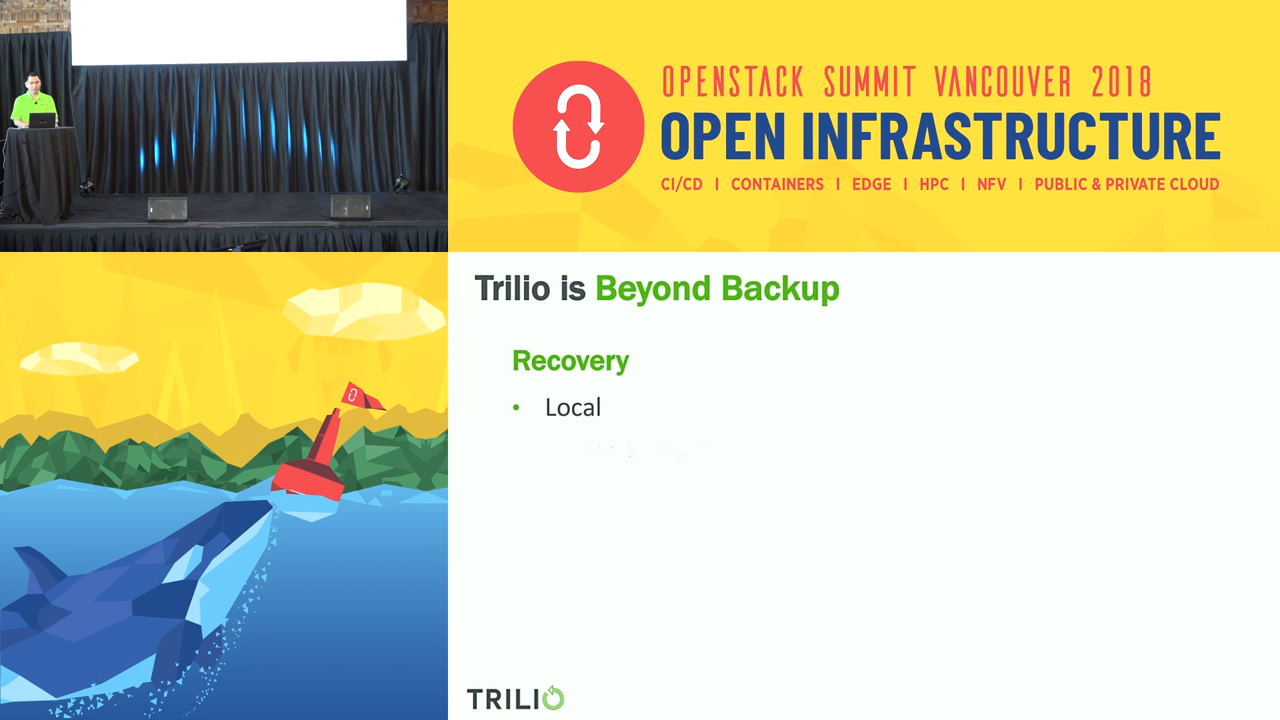 OPENSTACK SUMMIT VANCOUVER 2018
OPEN INFRASTRUCTURE
CI/CD | CONTAINERS | EDGE | HPC | NFV | PUBLIC & PRIVATE CLOUD
Trilio is Beyond Backup
Recovery
• Local
TRILIO